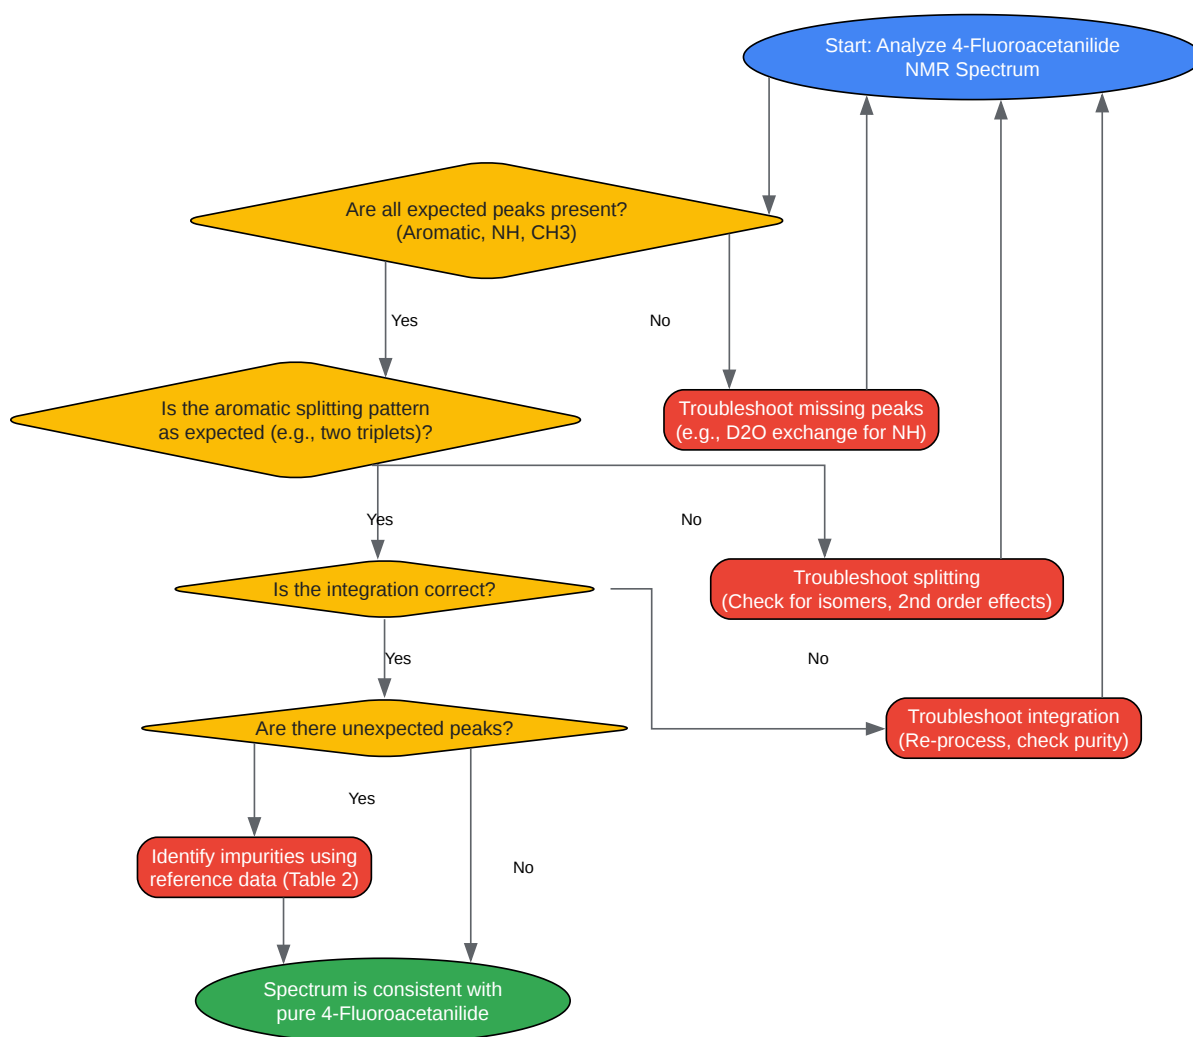 Start: Analyze 4-Fluoroacetanilide
NMR Spectrum
Are all expected peaks present?
(Aromatic, NH, CH3)
Yes
No
Is the aromatic splitting pattern
as expected (e.g., two triplets)?
Troubleshoot missing peaks
(e.g., D2O exchange for NH)
Yes
No
Is the integration correct?
Troubleshoot splitting
(Check for isomers, 2nd order effects)
Yes
No
Are there unexpected peaks?
Troubleshoot integration
(Re-process, check purity)
Yes
Identify impurities using
reference data (Table 2)
No
Spectrum is consistent with
pure 4-Fluoroacetanilide